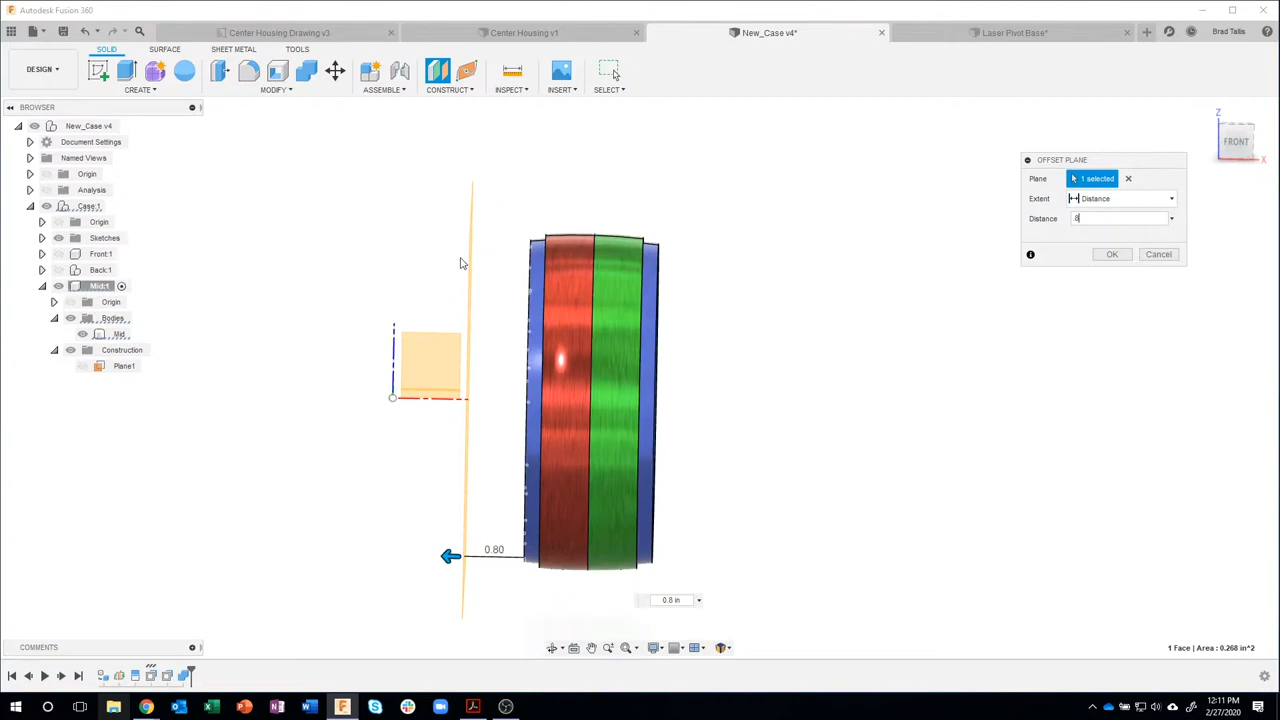 Autodesk Fusion 360
Center Housing Drawing v3
Center Housing v1
New_Case v4*
Laser Pivot Base*
Brad Tallis
DESIGN
SOLID
SURFACE
SHEET METAL
TOOLS
CREATE
MODIFY
ASSEMBLE
CONSTRUCT
INSPECT
INSERT
SELECT
BROWSER
New_Case v4
Document Settings
Named Views
Origin
Analysis
Case:1
Origin
Sketches
Front:1
Back:1
Mid:1
Origin
Bodies
Mid
Construction
Plane1
Z
FRONT
X
OFFSET PLANE
Plane
1 selected
Extent
Distance
Distance
.8
OK
Cancel
0.80
0.8 in
COMMENTS
1 Face | Area : 0.268 in^2
12:11 PM
2/27/2020